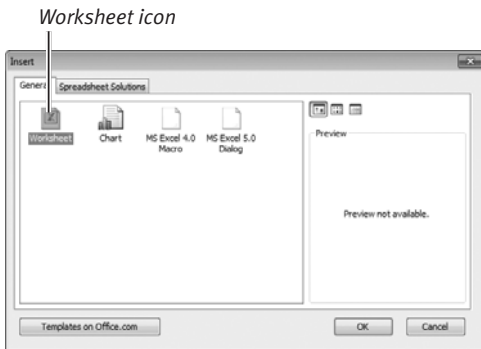 Worksheet icon
Insert
General
Spreadsheet Solutions
Worksheet
Chart
MS Excel 4.0
Macro
MS Excel 5.0
Dialog
Preview
Preview not available.
Templates on Office.com
OK
Cancel